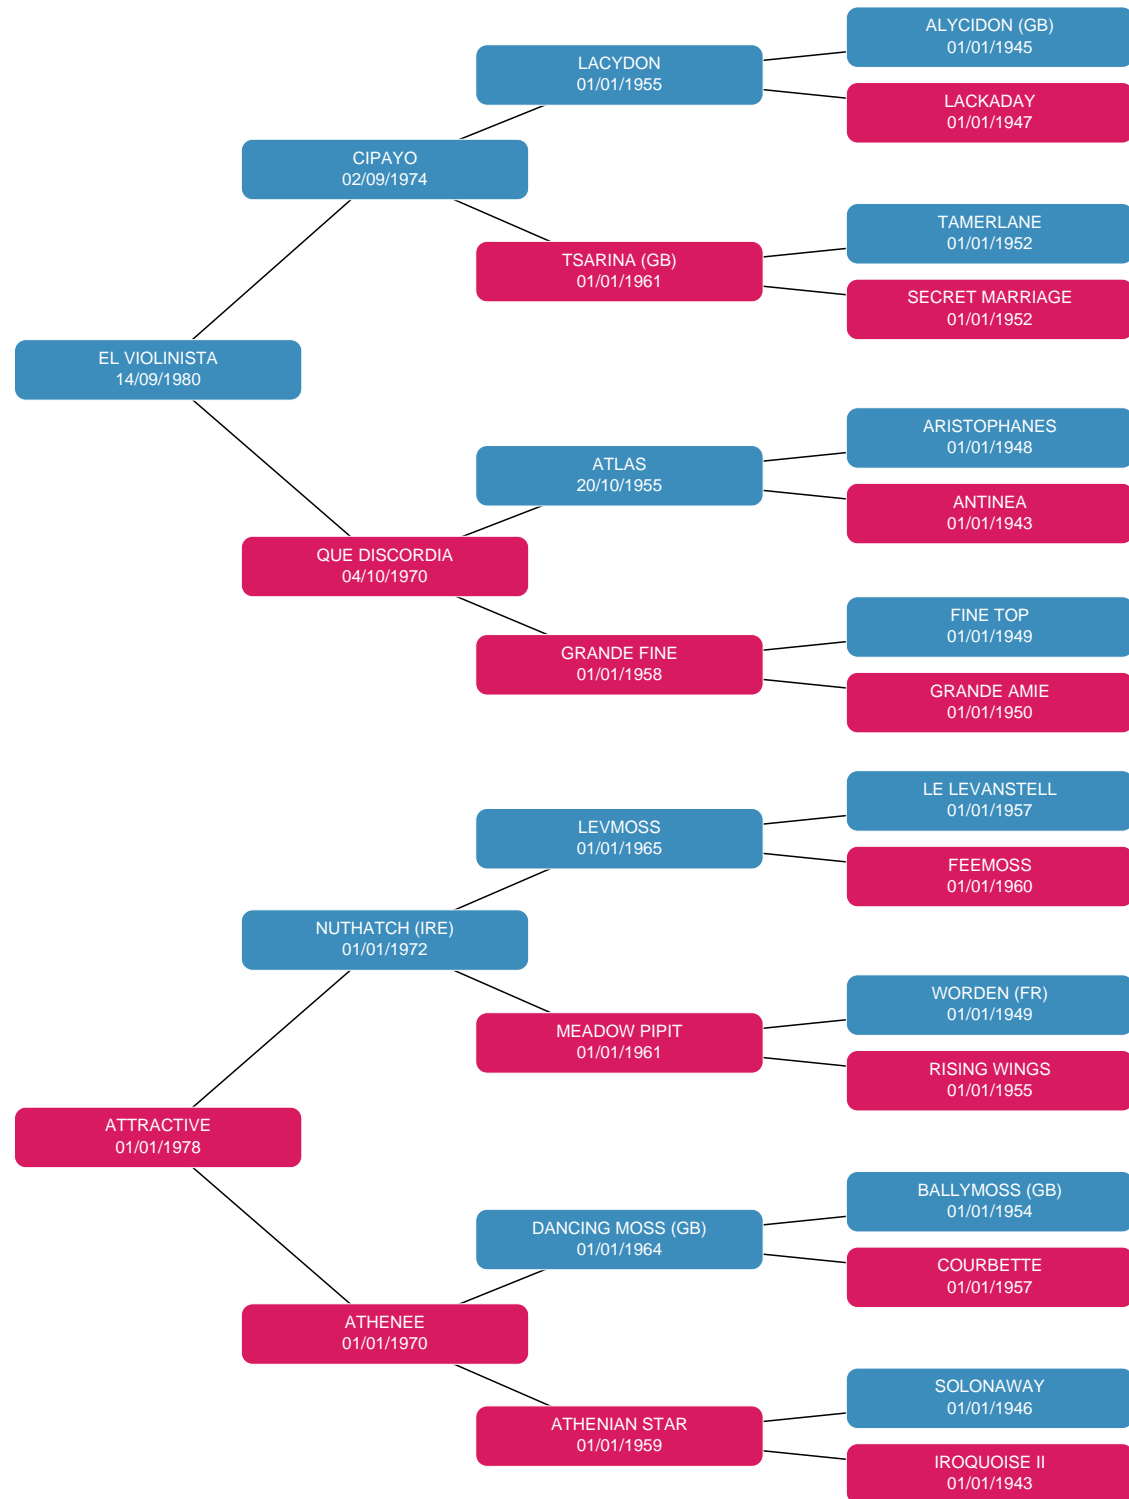 ALYCIDON (GB)
01/01/1945
LACYDON
01/01/1955
LACKADAY
01/01/1947
CIPAYO
02/09/1974
TAMERLANE
01/01/1952
TSARINA (GB)
01/01/1961
SECRET MARRIAGE
01/01/1952
EL VIOLINISTA
14/09/1980
ARISTOPHANES
01/01/1948
ATLAS
20/10/1955
ANTINEA
01/01/1943
QUE DISCORDIA
04/10/1970
FINE TOP
01/01/1949
GRANDE FINE
01/01/1958
GRANDE AMIE
01/01/1950
LE LEVANSTELL
01/01/1957
LEVMOSS
01/01/1965
FEEMOSS
01/01/1960
NUTHATCH (IRE)
01/01/1972
WORDEN (FR)
01/01/1949
MEADOW PIPIT
01/01/1961
RISING WINGS
01/01/1955
ATTRACTIVE
01/01/1978
BALLYMOSS (GB)
01/01/1954
DANCING MOSS (GB)
01/01/1964
COURBETTE
01/01/1957
ATHENEE
01/01/1970
SOLONAWAY
01/01/1946
ATHENIAN STAR
01/01/1959
IROQUOISE II
01/01/1943